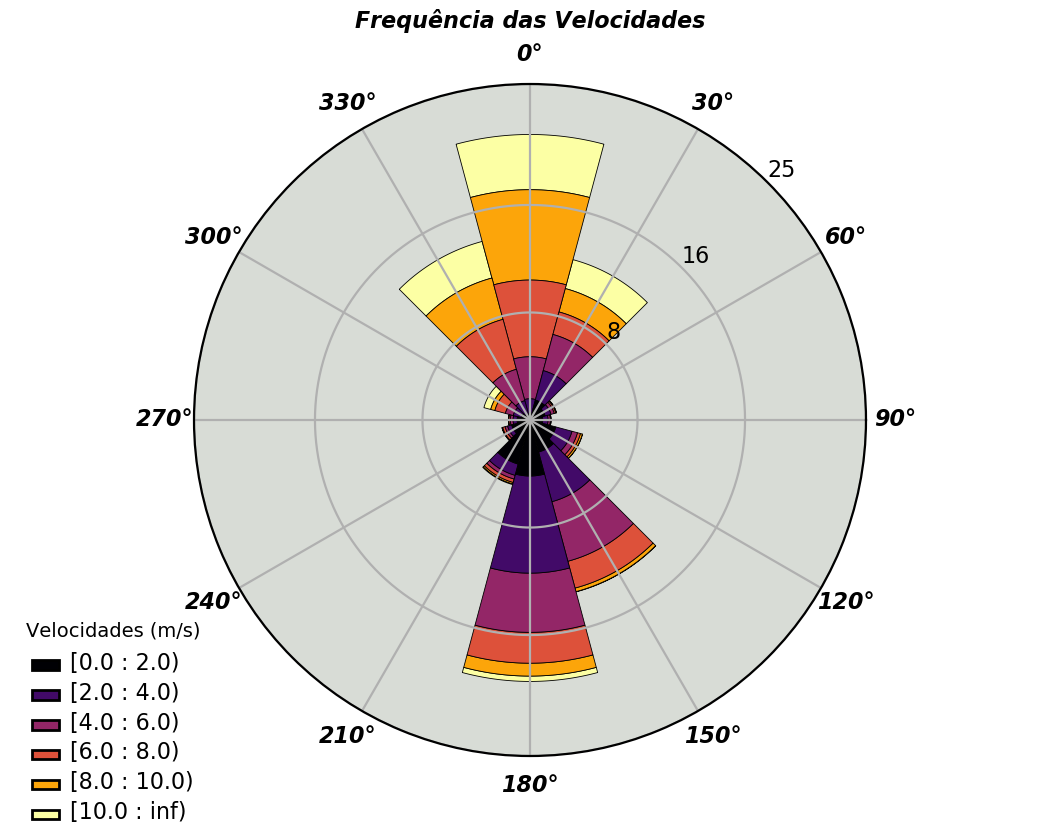 Frequência das Velocidades
0°
330°
30°
25
300°
60°
16
8
270°
90°
240°
120°
210°
150°
180°
Velocidades (m/s)
[0.0 : 2.0)
[2.0 : 4.0)
[4.0 : 6.0)
[6.0 : 8.0)
[8.0 : 10.0)
[10.0 : inf)